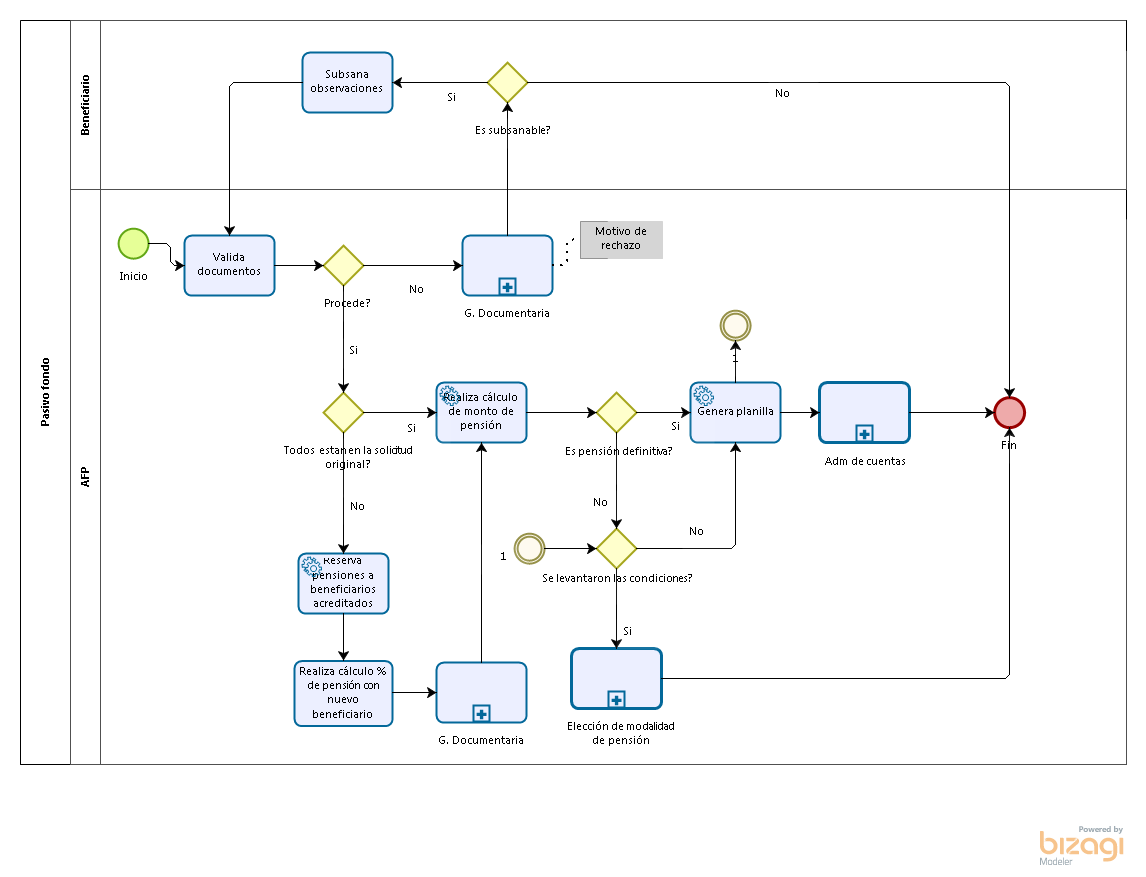 Pasivo fondo
Beneficiario
Subsana
observaciones
Si
Es subsanable?
No
AFP
Inicio
Valida
documentos
Procede?
No
G. Documentaria
Motivo de
rechazo
Si
Todos estan en la solicitud
original?
Si
Realiza cálculo
de monto de
pensión
Es pensión definitiva?
Si
Genera planilla
1
Adm de cuentas
Fin
No
Reserva
pensiones a
beneficiarios
acreditados
Realiza cálculo %
de pensión con
nuevo
beneficiario
G. Documentaria
No
1
Se levantaron las condiciones?
No
Si
Elección de modalidad
de pensión
Powered by
bizagi
Modeler